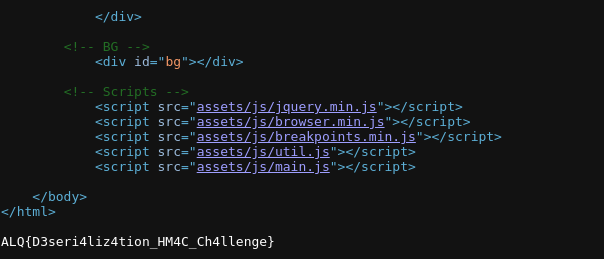 </div>
<!-- BG -->
<div id="bg"></div>
<!-- Scripts -->
<script src="assets/js/jquery.min.js"></script>
<script src="assets/js/browser.min.js"></script>
<script src="assets/js/breakpoints.min.js"></script>
<script src="assets/js/util.js"></script>
<script src="assets/js/main.js"></script>
</body>
</html>
ALQ{D3seri4liz4tion_HM4C_Ch4llenge}